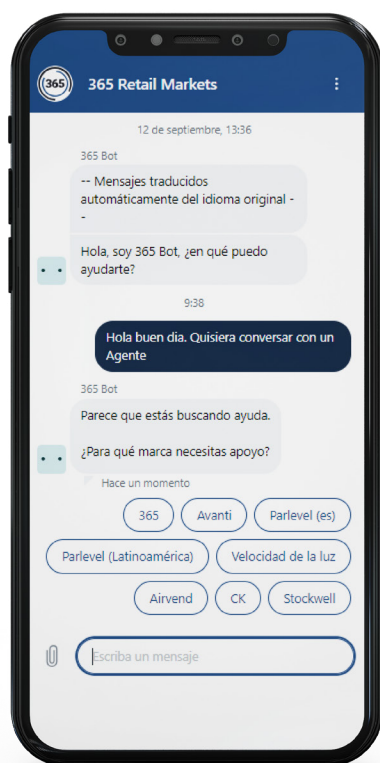 365
365 Retail Markets
12 de septiembre, 13:36
365 Bot
-- Mensajes traducidos
automáticamente del idioma original -
-
Hola, soy 365 Bot, ¿en qué puedo
ayudarte?
9:38
Hola buen dia. Quisiera conversar con un
Agente
365 Bot
Parece que estás buscando ayuda.
¿Para qué marca necesitas apoyo?
Hace un momento
365
Avanti
Parlevel (es)
Parlevel (Latinoamérica)
Velocidad de la luz
Airvend
CK
Stockwell
Escriba un mensaje